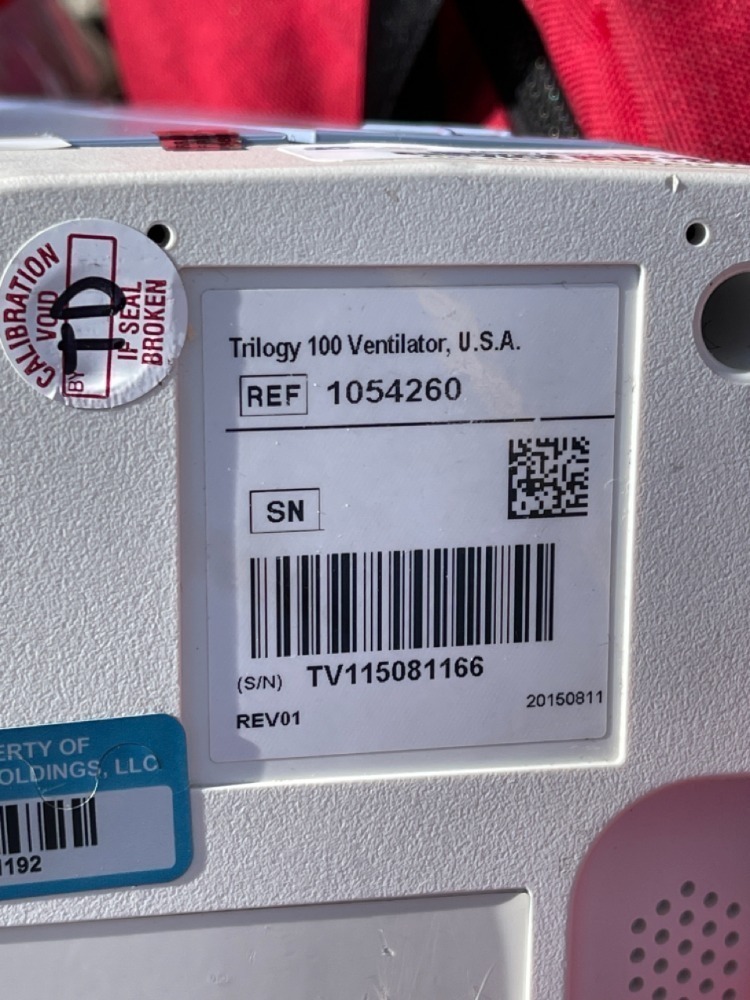 CALIBRATION
VOID
IF SEAL
BROKEN
BY
TD
Trilogy 100 Ventilator, U.S.A.
REF 1054260
SN
(S/N) TV115081166
20150811
REV01
ERTY OF
OLDINGS, LLC
1192